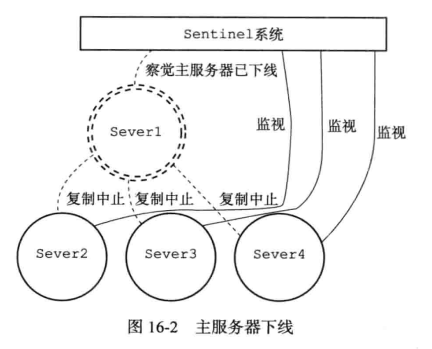 Sentinel系统
察觉主服务器已下线
Sever1
监视
监视
监视
复制中止
复制中止
复制中止
Sever2
Sever3
Sever4
图 16-2 主服务器下线